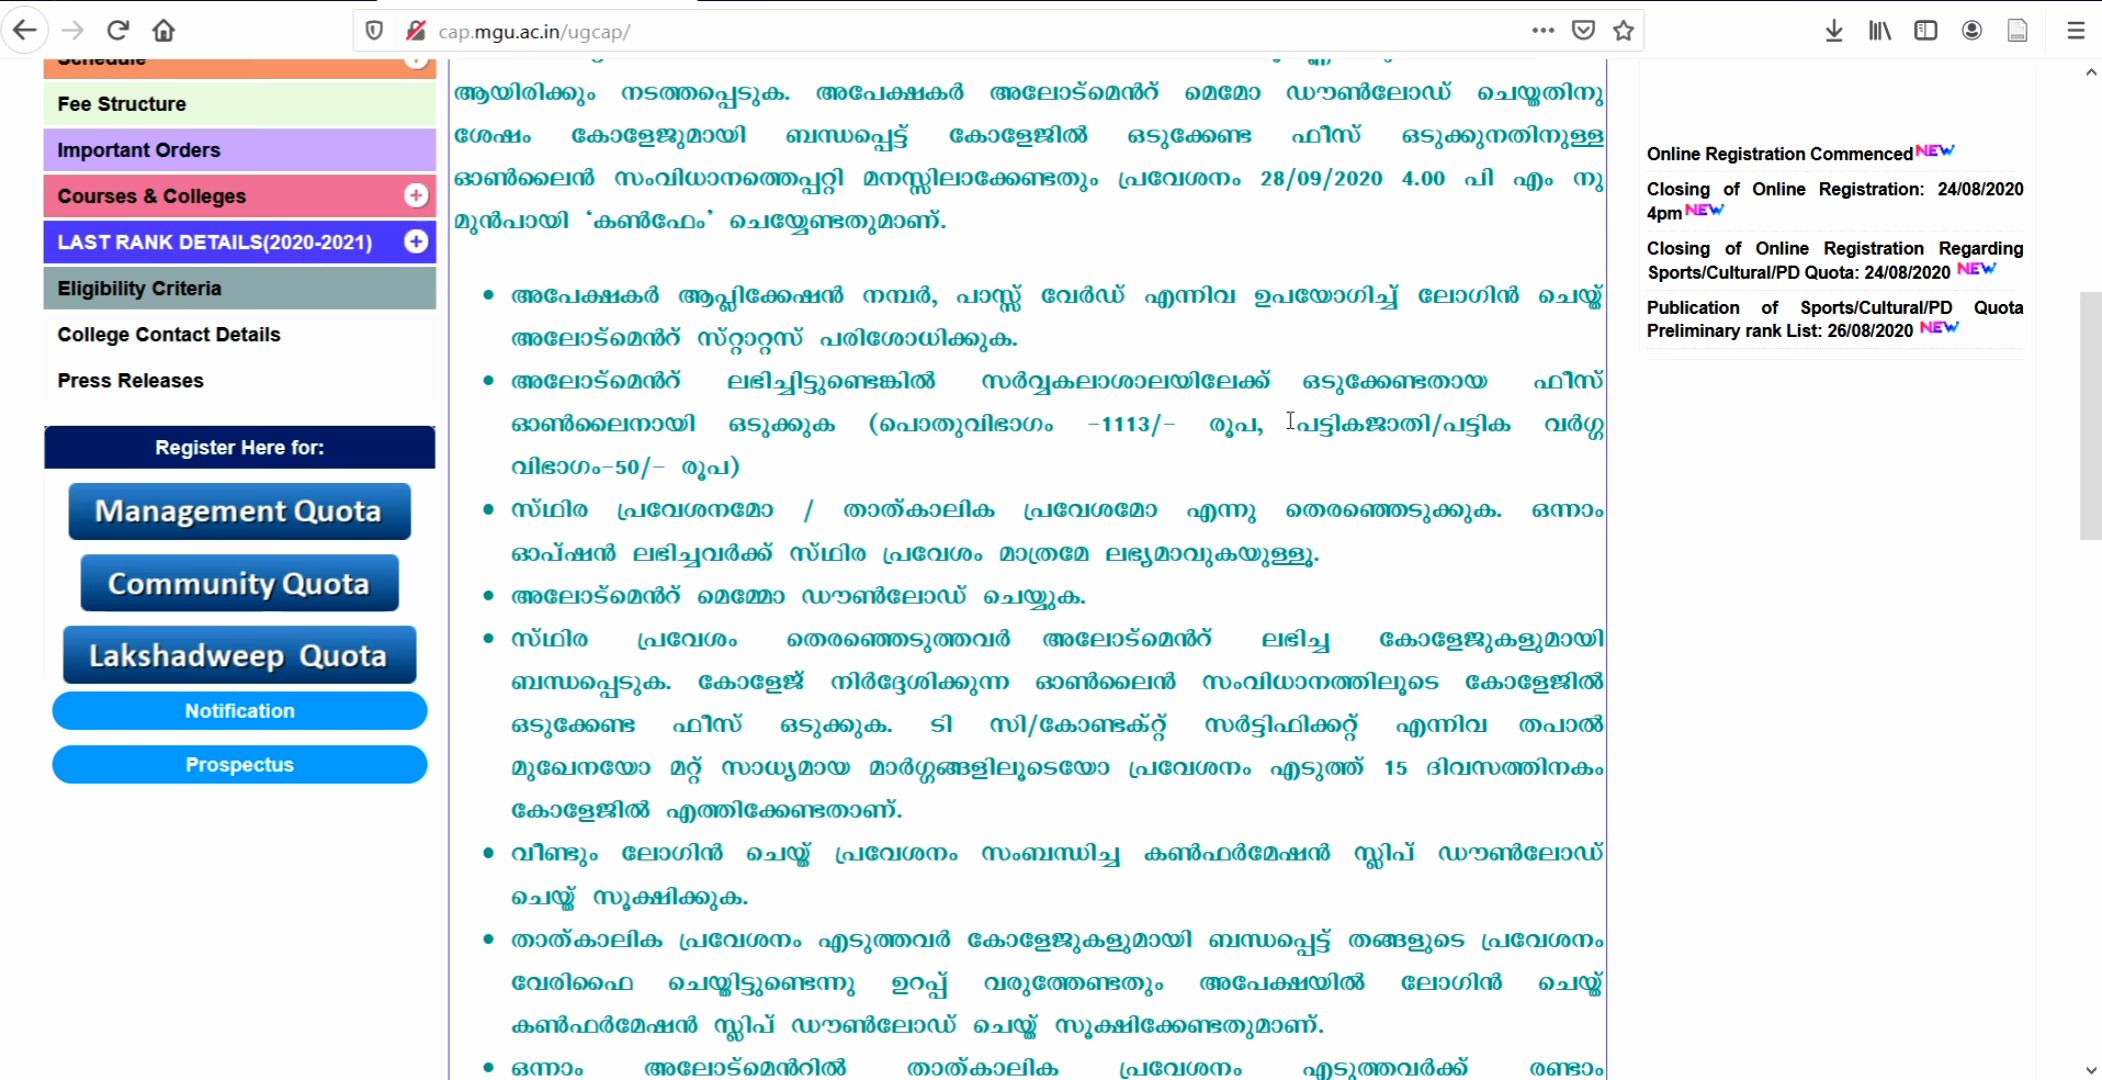 cap.mgu.ac.in/ugcap/
Schedule
Fee Structure
Important Orders
Courses & Colleges
LAST RANK DETAILS(2020-2021)
Eligibility Criteria
College Contact Details
Press Releases
Register Here for:
Management Quota
Community Quota
Lakshadweep Quota
Notification
Prospectus
ആയിരിക്കും നടത്തപ്പെടുക. അപേക്ഷകർ അലോട്മെൻറ് മെമോ ഡൗൺലോഡ് ചെയ്തതിനു
ശേഷം കോളേജുമായി ബന്ധപ്പെട്ട് കോളേജിൽ ഒടുക്കേണ്ട ഫീസ് ഒടുക്കുനതിനുള്ള
ഓൺലൈൻ സംവിധാനത്തെപ്പറ്റി മനസ്സിലാക്കേണ്ടതും പ്രവേശനം 28/09/2020 4.00 പി എം നു
മുൻപായി ‘കൺഫേം’ ചെയ്യേണ്ടതുമാണ്.
• അപേക്ഷകർ ആപ്ലിക്കേഷൻ നമ്പർ, പാസ്സ് വേർഡ് എന്നിവ ഉപയോഗിച്ച് ലോഗിൻ ചെയ്ത്
അലോട്മെൻറ് സ്റ്റാറ്റസ് പരിശോധിക്കുക.
• അലോട്മെൻറ് ലഭിച്ചിട്ടുണ്ടെങ്കിൽ സർവ്വകലാശാലയിലേക്ക് ഒടുക്കേണ്ടതായ ഫീസ്
ഓൺലൈനായി ഒടുക്കുക (പൊതുവിഭാഗം -1113/- രൂപ, പട്ടികജാതി/പട്ടിക വർഗ്ഗ
വിഭാഗം-50/- രൂപ)
• സ്ഥിര പ്രവേശനമോ / താത്കാലിക പ്രവേശമോ എന്നു തെരഞ്ഞെടുക്കുക. ഒന്നാം
ഓപ്ഷൻ ലഭിച്ചവർക്ക് സ്ഥിര പ്രവേശം മാത്രമേ ലഭ്യമാവുകയുള്ളൂ.
• അലോട്മെൻറ് മെമ്മോ ഡൗൺലോഡ് ചെയ്യുക.
• സ്ഥിര പ്രവേശം തെരഞ്ഞെടുത്തവർ അലോട്മെൻറ് ലഭിച്ച കോളേജുകളുമായി
ബന്ധപ്പെടുക. കോളേജ് നിർദ്ദേശിക്കുന്ന ഓൺലൈൻ സംവിധാനത്തിലൂടെ കോളേജിൽ
ഒടുക്കേണ്ട ഫീസ് ഒടുക്കുക. ടി സി/കോണ്ടക്റ്റ് സർട്ടിഫിക്കറ്റ് എന്നിവ തപാൽ
മുഖേനയോ മറ്റ് സാധ്യമായ മാർഗ്ഗങ്ങളിലൂടെയോ പ്രവേശനം എടുത്ത് 15 ദിവസത്തിനകം
കോളേജിൽ എത്തിക്കേണ്ടതാണ്.
• വീണ്ടും ലോഗിൻ ചെയ്ത് പ്രവേശനം സംബന്ധിച്ച കൺഫർമേഷൻ സ്ലിപ് ഡൗൺലോഡ്
ചെയ്ത് സൂക്ഷിക്കുക.
• താത്കാലിക പ്രവേശനം എടുത്തവർ കോളേജുകളുമായി ബന്ധപ്പെട്ട് തങ്ങളുടെ പ്രവേശനം
വേരിഫൈ ചെയ്തിട്ടുണ്ടെന്നു ഉറപ്പ് വരുത്തേണ്ടതും അപേക്ഷയിൽ ലോഗിൻ ചെയ്ത്
കൺഫർമേഷൻ സ്ലിപ് ഡൗൺലോഡ് ചെയ്ത് സൂക്ഷിക്കേണ്ടതുമാണ്.
• ഒന്നാം അലോട്മെൻറിൽ താത്കാലിക പ്രവേശനം എടുത്തവർക്ക് രണ്ടാം
Online Registration Commenced NEW
Closing of Online Registration: 24/08/2020
4pm NEW
Closing of Online Registration Regarding
Sports/Cultural/PD Quota: 24/08/2020 NEW
Publication of Sports/Cultural/PD Quota
Preliminary rank List: 26/08/2020 NEW